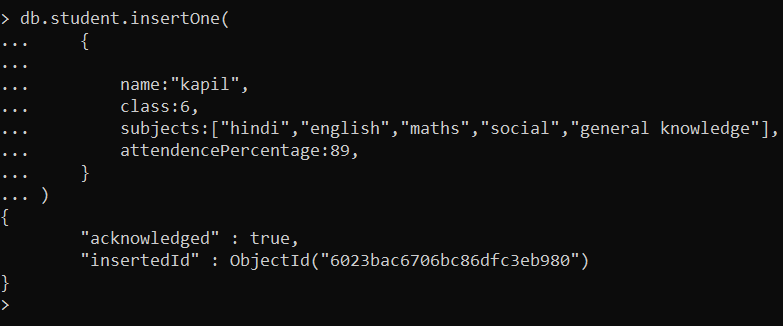 > db.student.insertOne(
...     {
...
...         name:"kapil",
...         class:6,
...         subjects:["hindi","english","maths","social","general knowledge"],
...         attendencePercentage:89,
...     }
... )
{
        "acknowledged" : true,
        "insertedId" : ObjectId("6023bac6706bc86dfc3eb980")
}
>